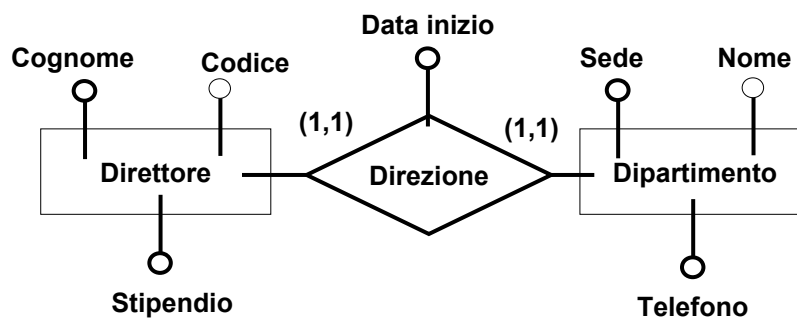 Data inizio
Cognome
Codice
Sede
Nome
(1,1)
(1,1)
Direttore
Direzione
Dipartimento
Stipendio
Telefono